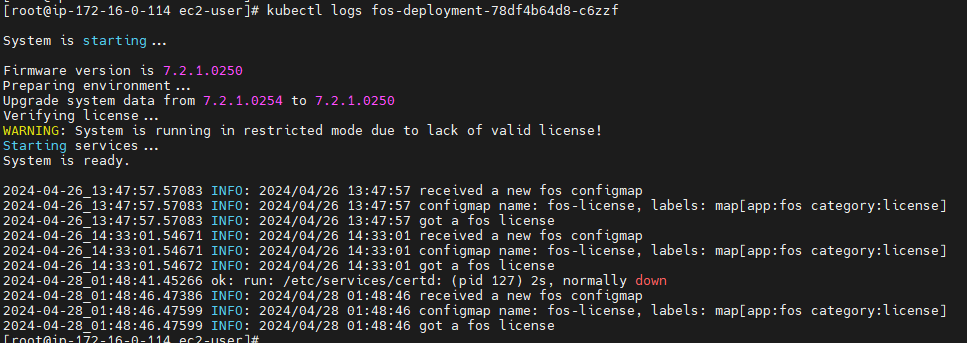 [root@ip-172-16-0-114 ec2-user]# kubectl logs fos-deployment-78df4b64d8-c6zzf
System is starting...
Firmware version is 7.2.1.0250
Preparing environment...
Upgrade system data from 7.2.1.0254 to 7.2.1.0250
Verifying license...
WARNING: System is running in restricted mode due to lack of valid license!
Starting services...
System is ready.
2024-04-26_13:47:57.57083 INFO: 2024/04/26 13:47:57 received a new fos configmap
2024-04-26_13:47:57.57083 INFO: 2024/04/26 13:47:57 configmap name: fos-license, labels: map[app:fos category:license]
2024-04-26_13:47:57.57083 INFO: 2024/04/26 13:47:57 got a fos license
2024-04-26_14:33:01.54671 INFO: 2024/04/26 14:33:01 received a new fos configmap
2024-04-26_14:33:01.54671 INFO: 2024/04/26 14:33:01 configmap name: fos-license, labels: map[app:fos category:license]
2024-04-26_14:33:01.54672 INFO: 2024/04/26 14:33:01 got a fos license
2024-04-28_01:48:41.45266 ok: run: /etc/services/certd: (pid 127) 2s, normally down
2024-04-28_01:48:46.47386 INFO: 2024/04/28 01:48:46 received a new fos configmap
2024-04-28_01:48:46.47599 INFO: 2024/04/28 01:48:46 configmap name: fos-license, labels: map[app:fos category:license]
2024-04-28_01:48:46.47599 INFO: 2024/04/28 01:48:46 got a fos license
[root@ip-172-16-0-114 ec2-user]#